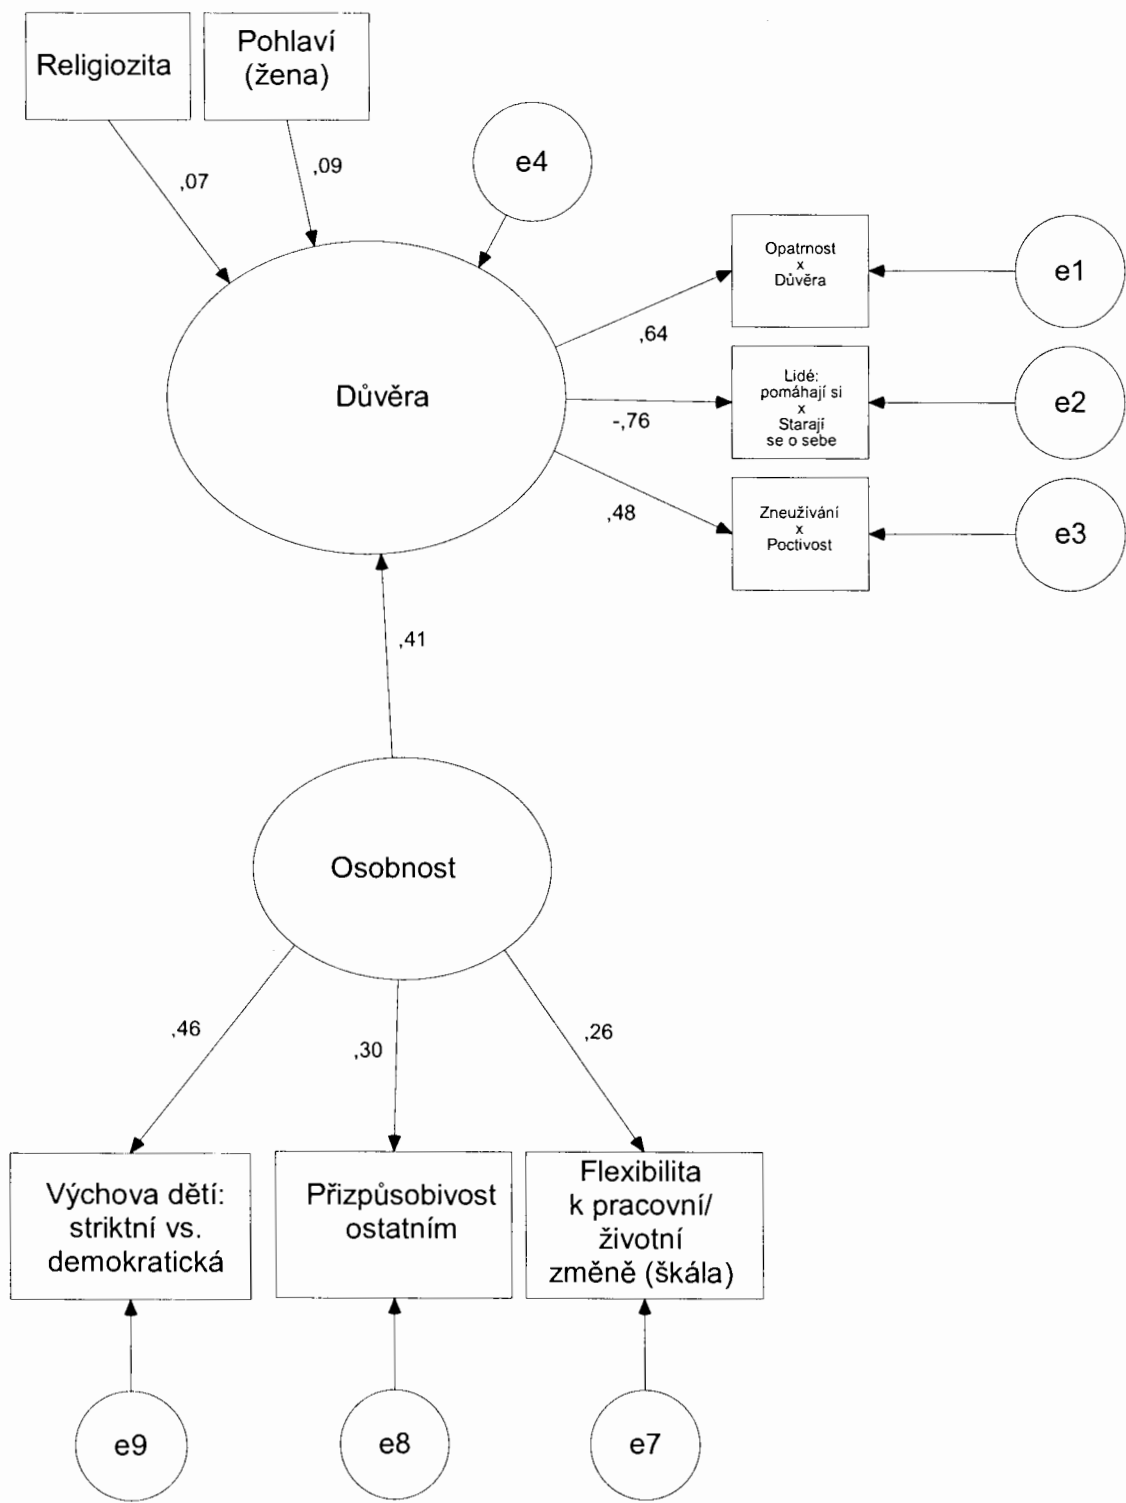 Religiozita
Pohlaví
(žena)
e4
,07
,09
Opatrnost
x
Důvěra
e1
,64
Důvěra
Lidé:
pomáhají si
x
Starají
se o sebe
e2
-,76
,48
Zneužívání
x
Poctivost
e3
,41
Osobnost
,46
,30
,26
Výchova dětí:
striktní vs.
demokratická
Přizpůsobivost
ostatním
Flexibilita
k pracovní/
životní
změně (škála)
e9
e8
e7